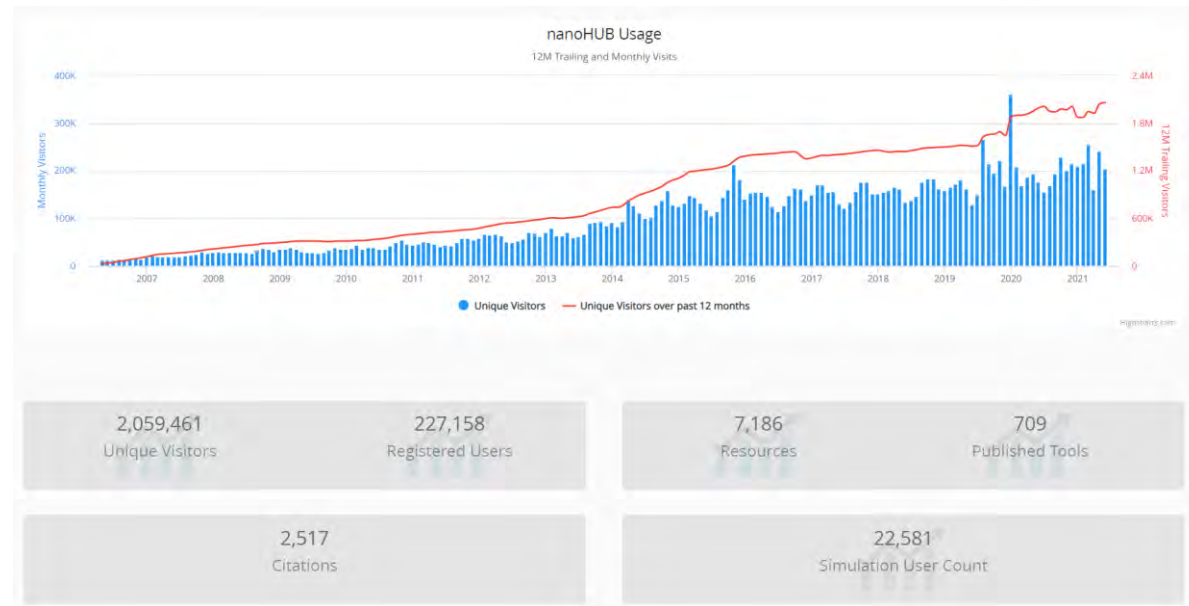 nanoHUB Usage
12M Trailing and Monthly Visits
400K
300K
200K
100K
0
Monthly Visitors
2.4M
1.8M
1.2M
600K
0
12M Trailing Visitors
2007 2008 2009 2010 2011 2012 2013 2014 2015 2016 2017 2018 2019 2020 2021
Unique Visitors Unique Visitors over past 12 months
Highcharts.com
2,059,461 227,158 7,186 709
Unique Visitors Registered Users Resources Published Tools
2,517 22,581
Citations Simulation User Count